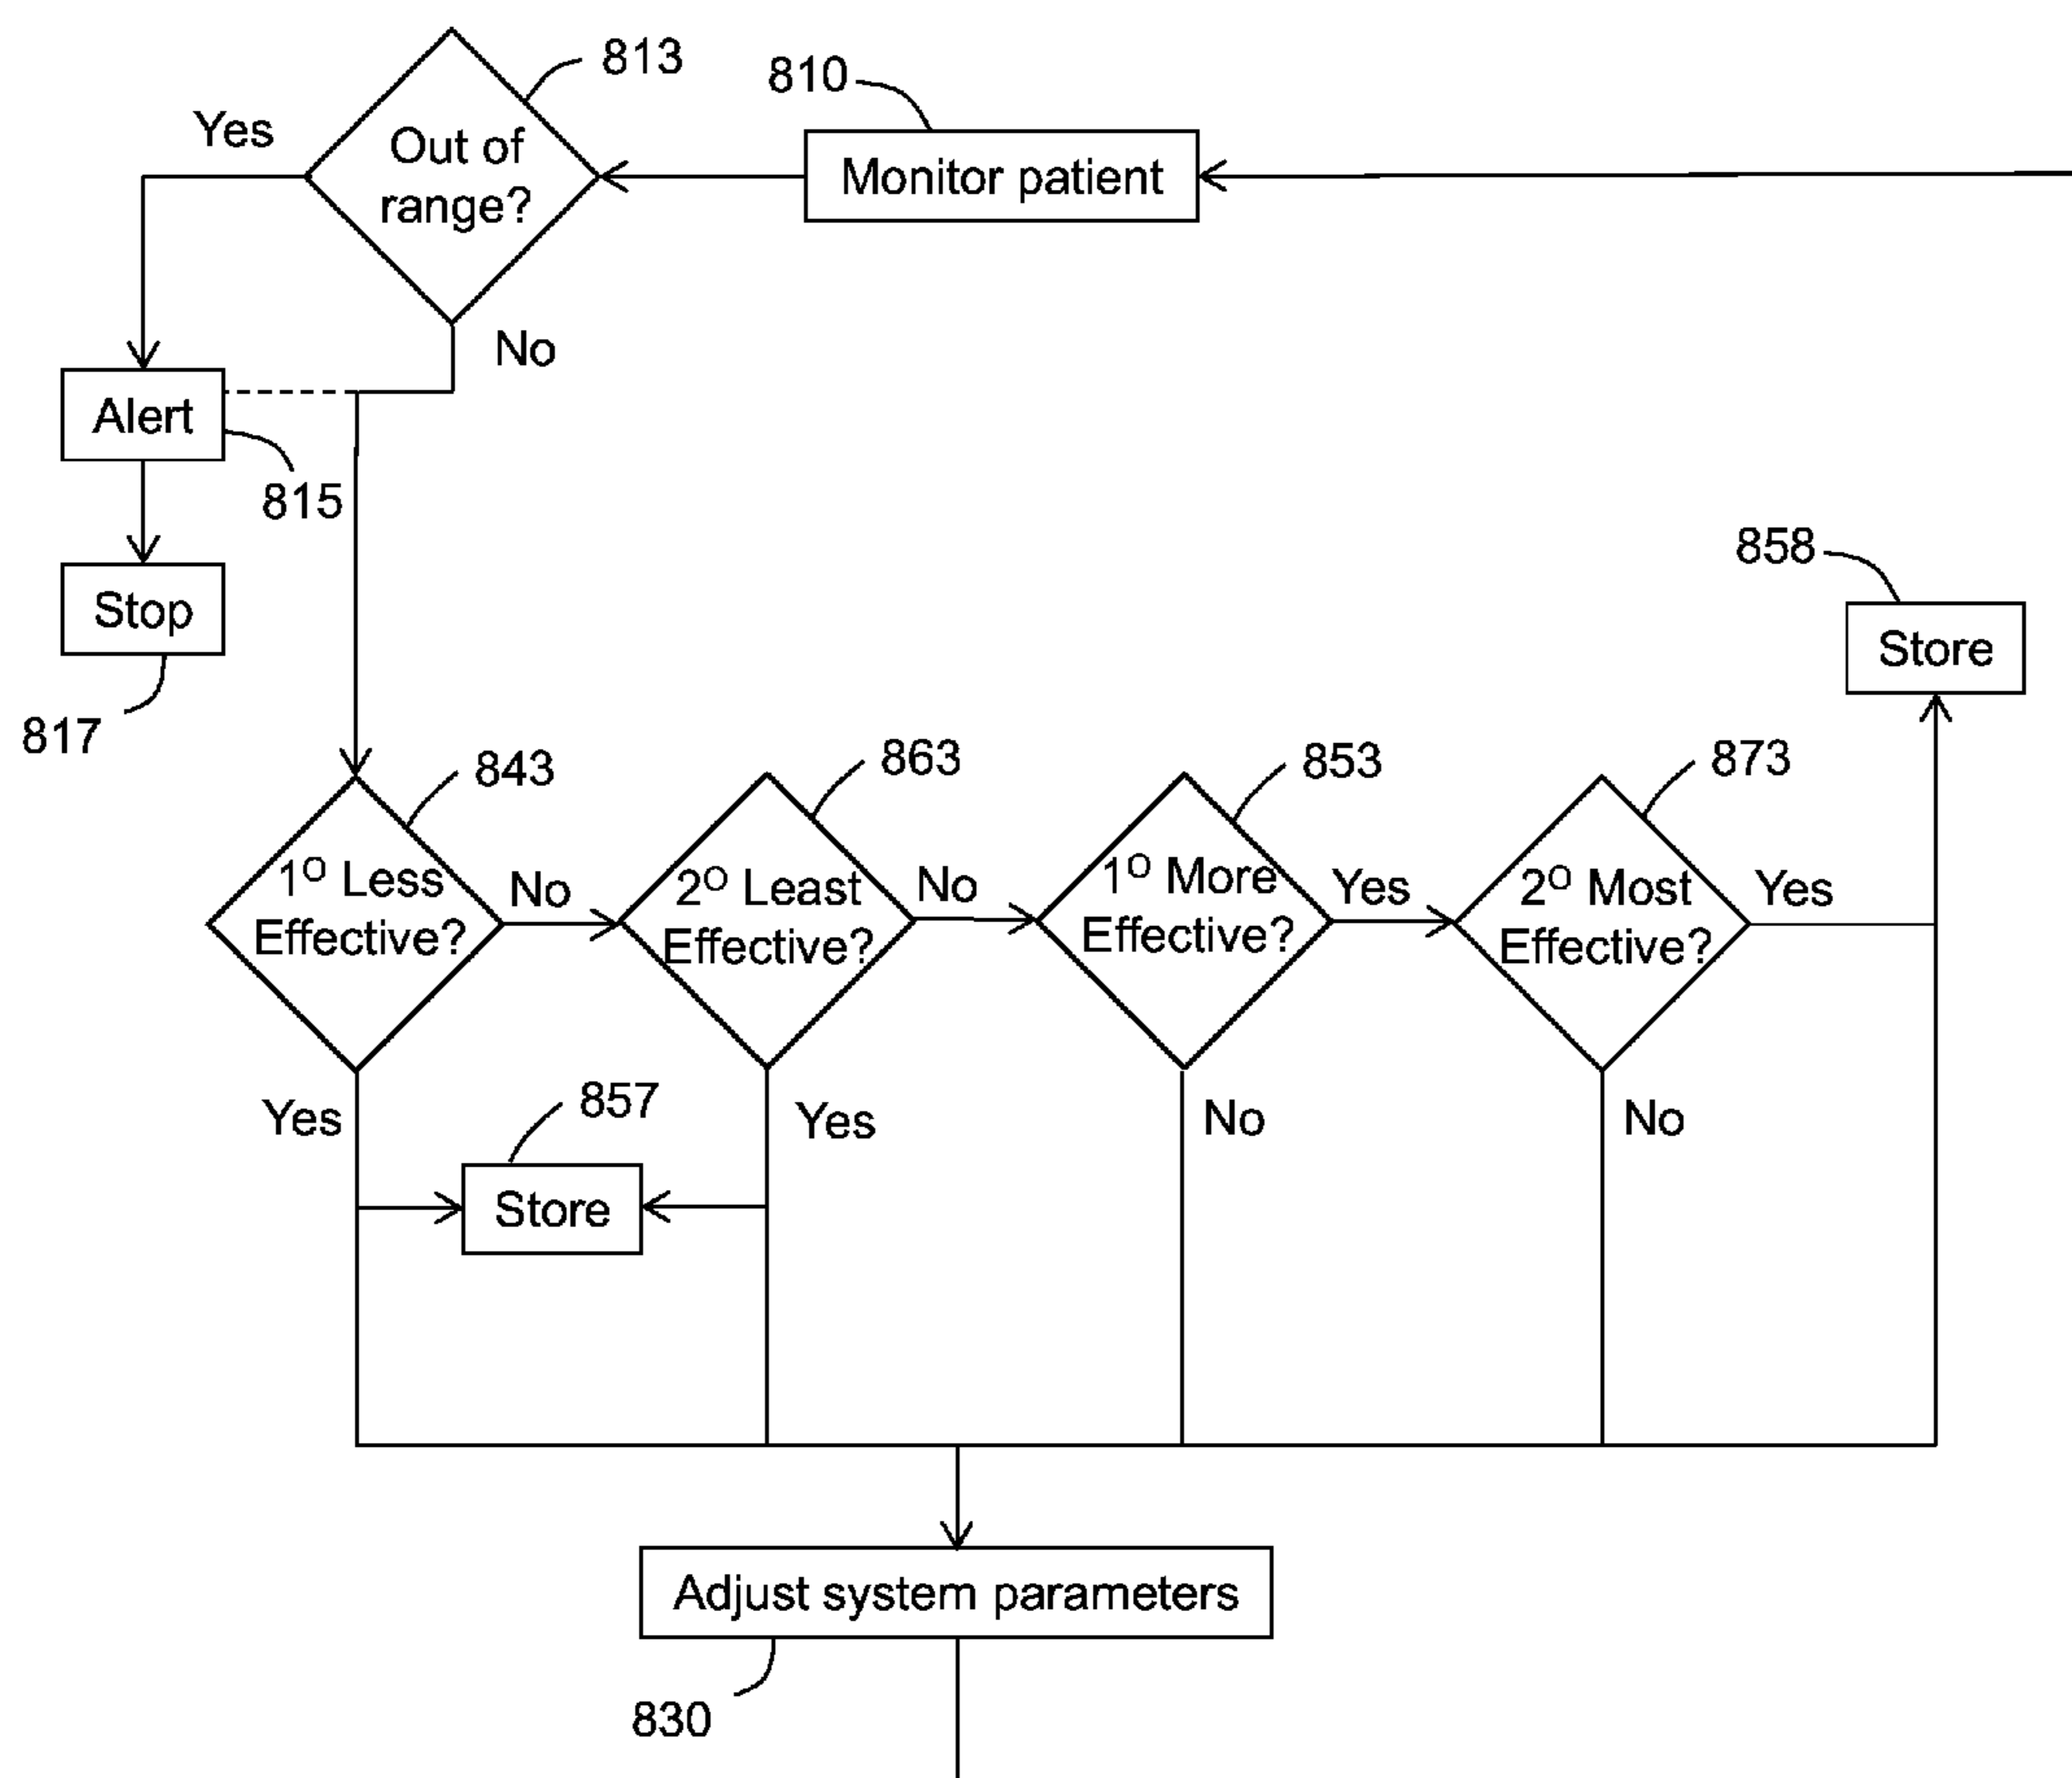 813
810
Yes
Out of
range?
Monitor patient
No
Alert
815
858
Stop
Store
817
843
863
853
873
1O Less
Effective?
No
2O Least
Effective?
No
1O More
Effective?
Yes
2O Most
Effective?
Yes
Yes
857
Yes
No
No
Store
Adjust system parameters
830